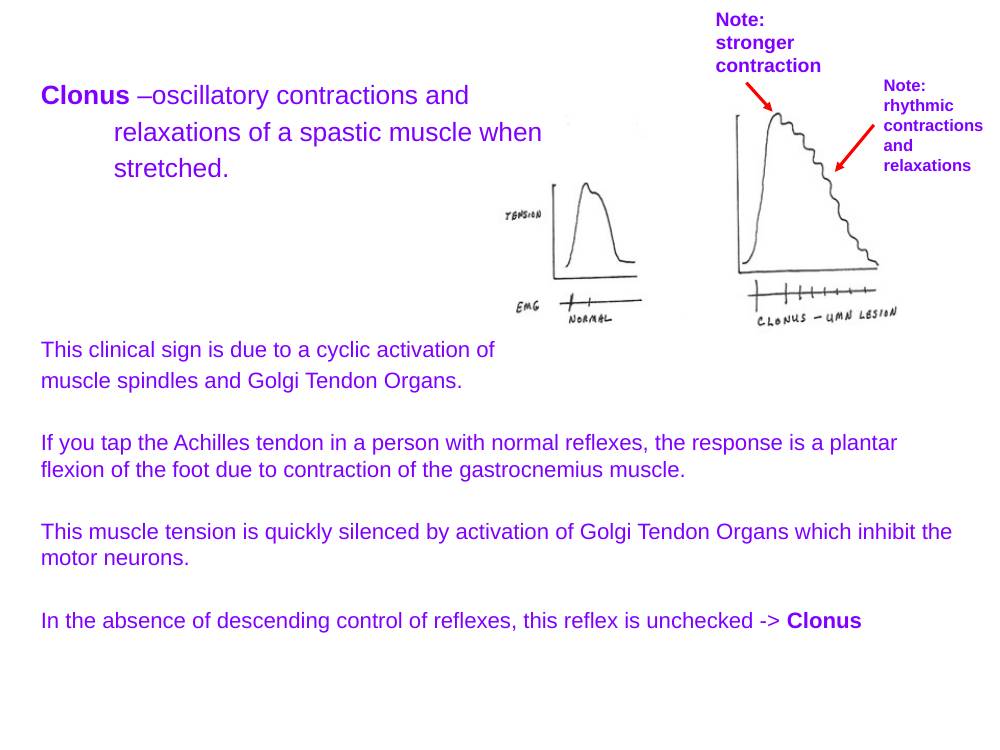 Note:
stronger
contraction
Note:
rhythmic
contractions
and
relaxations
Clonus –oscillatory contractions and
relaxations of a spastic muscle when
stretched.
TENSION
EMG
NORMAL
CLONUS – UMN LESION
This clinical sign is due to a cyclic activation of
muscle spindles and Golgi Tendon Organs.
If you tap the Achilles tendon in a person with normal reflexes, the response is a plantar
flexion of the foot due to contraction of the gastrocnemius muscle.
This muscle tension is quickly silenced by activation of Golgi Tendon Organs which inhibit the
motor neurons.
In the absence of descending control of reflexes, this reflex is unchecked -> Clonus